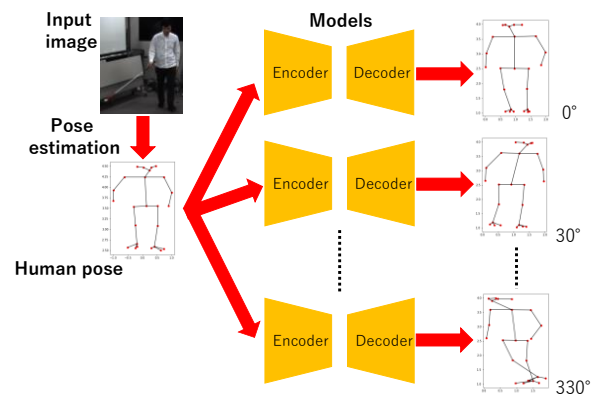 Input
image
Models
Encoder
Decoder
0°
Pose
estimation
Encoder
Decoder
30°
Human pose
Encoder
Decoder
330°